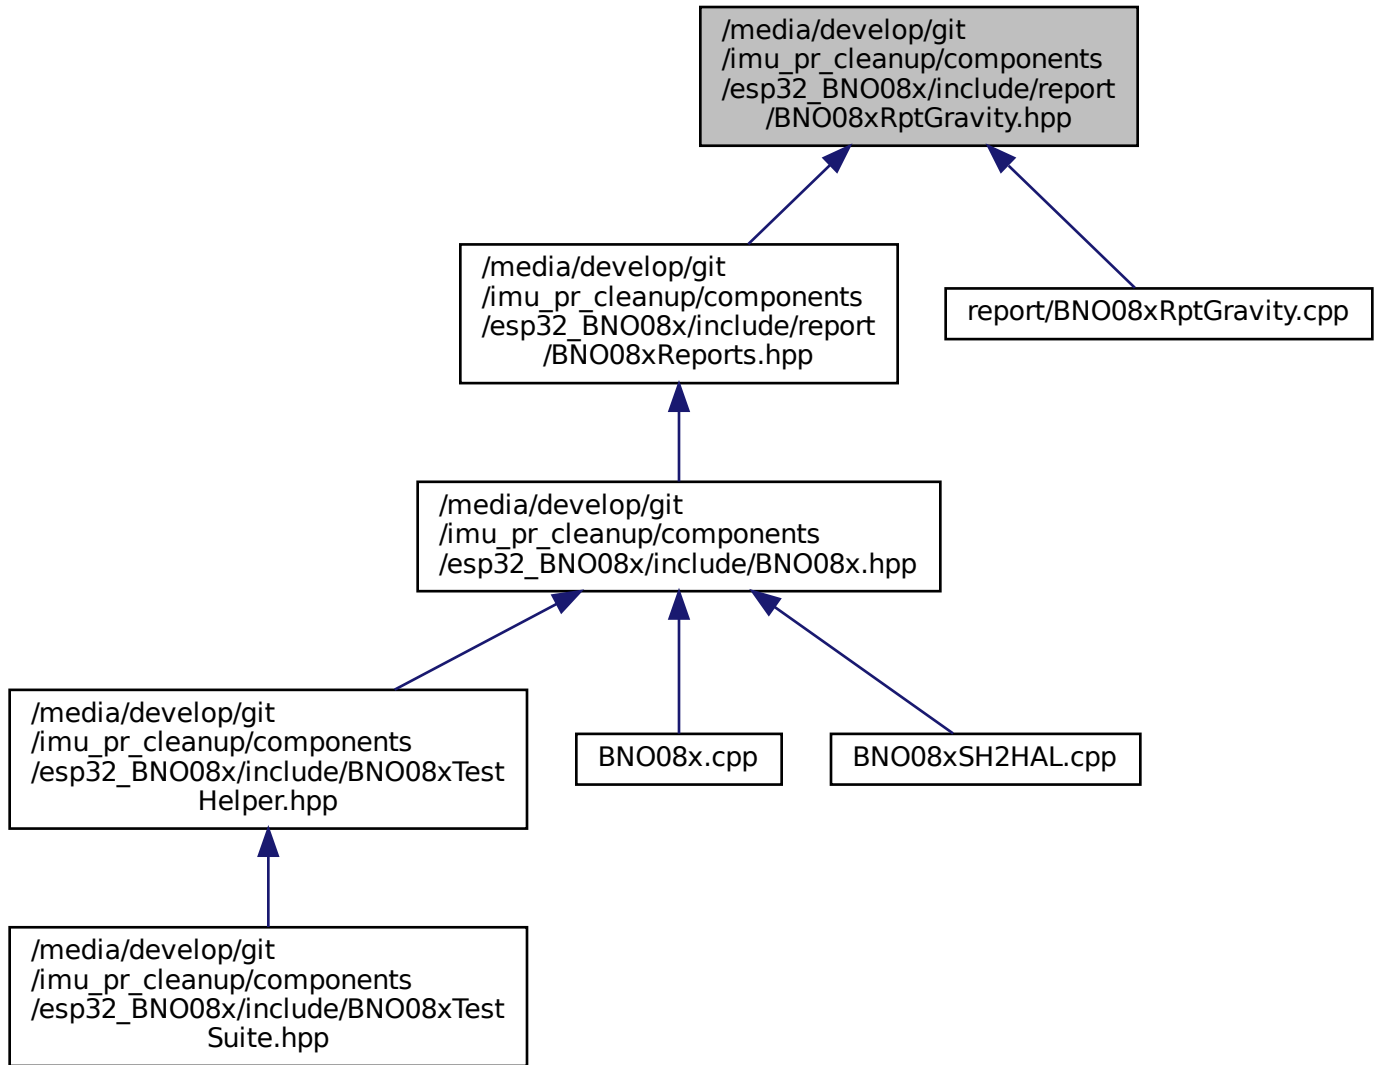 /media/develop/git
/imu_pr_cleanup/components
/esp32_BNO08x/include/report
/BNO08xRptGravity.hpp
/media/develop/git
/imu_pr_cleanup/components
/esp32_BNO08x/include/report
/BNO08xReports.hpp
report/BNO08xRptGravity.cpp
/media/develop/git
/imu_pr_cleanup/components
/esp32_BNO08x/include/BNO08x.hpp
/media/develop/git
/imu_pr_cleanup/components
/esp32_BNO08x/include/BNO08xTest
Helper.hpp
BNO08x.cpp
BNO08xSH2HAL.cpp
/media/develop/git
/imu_pr_cleanup/components
/esp32_BNO08x/include/BNO08xTest
Suite.hpp